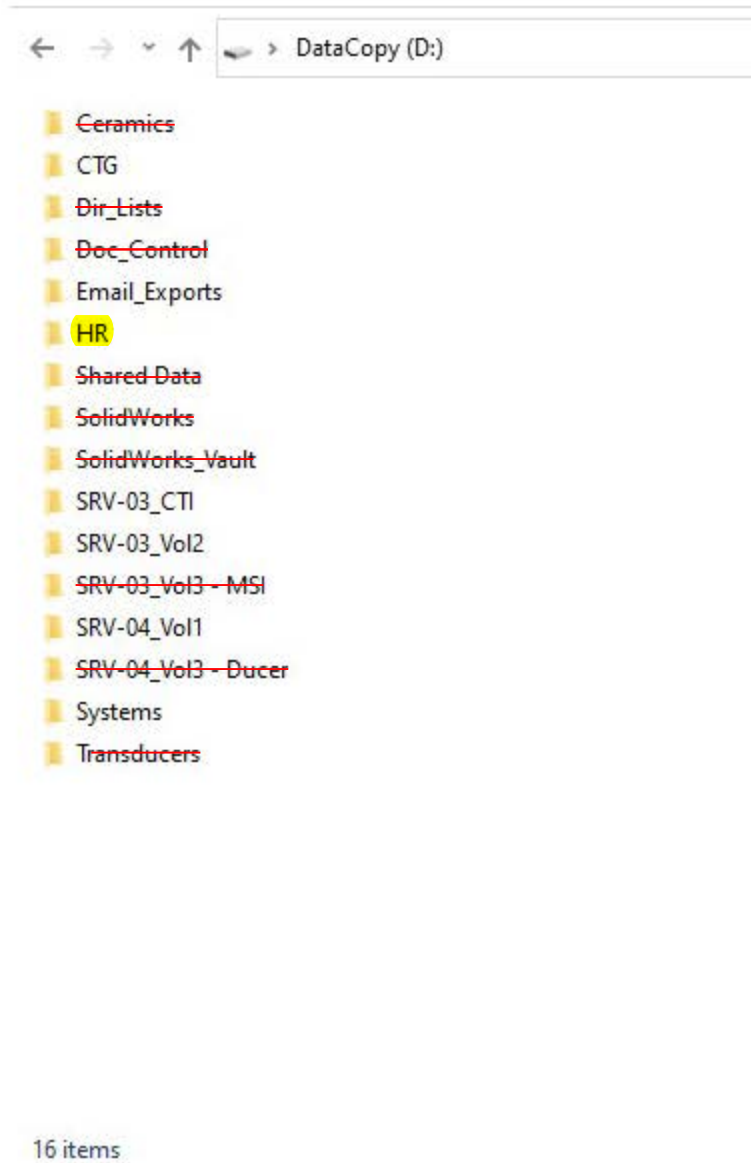 DataCopy (D:)
Ceramics
CTG
Dir_Lists
Doc_Control
Email_Exports
HR
Shared Data
SolidWorks
SolidWorks_Vault
SRV-03_CTI
SRV-03_Vol2
SRV-03_Vol3 - MSI
SRV-04_Vol1
SRV-04_Vol3 - Ducer
Systems
Transducers
16 items